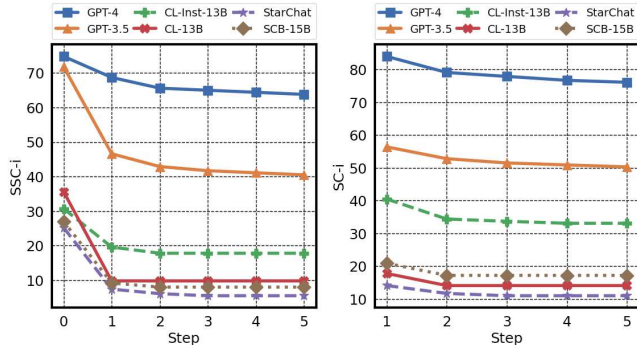 GPT-4 CL-Inst-13B StarChat
GPT-3.5 CL-13B SCB-15B
70
60
50
40
30
20
10
SSC-i
0 1 2 3 4 5
Step
GPT-4 CL-Inst-13B StarChat
GPT-3.5 CL-13B SCB-15B
80
70
60
50
40
30
20
10
SC-i
1 2 3 4 5
Step